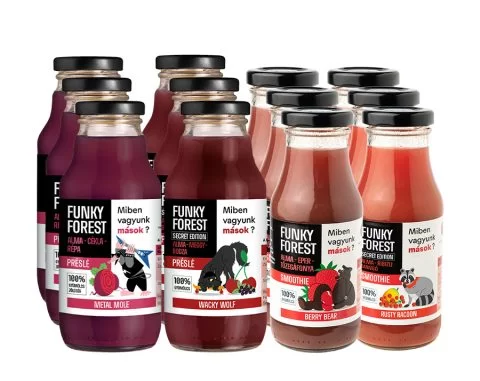 FUNKY
FOREST
ALMA - CÉKLA -
RÉPA
PRÉSLÉ
Miben
vagyunk
mások?
100%
METAL MOLE
FUNKY
FOREST
SECRET EDITION
ALMA-MEGGY-
PRÉSLÉ
Miben
vagyunk
mások?
100%
WACKY WOLF
FUNKY
FOREST
ALMA - EPER -
TŐZEGÁFONYA
SMOOTHIE
Miben
vagyunk
mások?
100%
BERRY BEAR
FUNKY
FOREST
SECRET EDITION
SMOOTHIE
Miben
vagyunk
mások?
100%
RUSTY RACOON